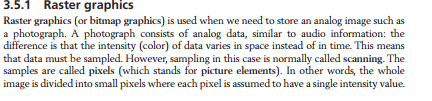 3.5.1 Raster graphics
Raster graphics (or bitmap graphics) is used when we need to store an analog image such as
a photograph. A photograph consists of analog data, similar to audio information: the
difference is that the intensity (color) of data varies in space instead of in time. This means
that data must be sampled. However, sampling in this case is normally called scanning. The
samples are called pixels (which stands for picture elements). In other words, the whole
image is divided into small pixels where each pixel is assumed to have a single intensity value.